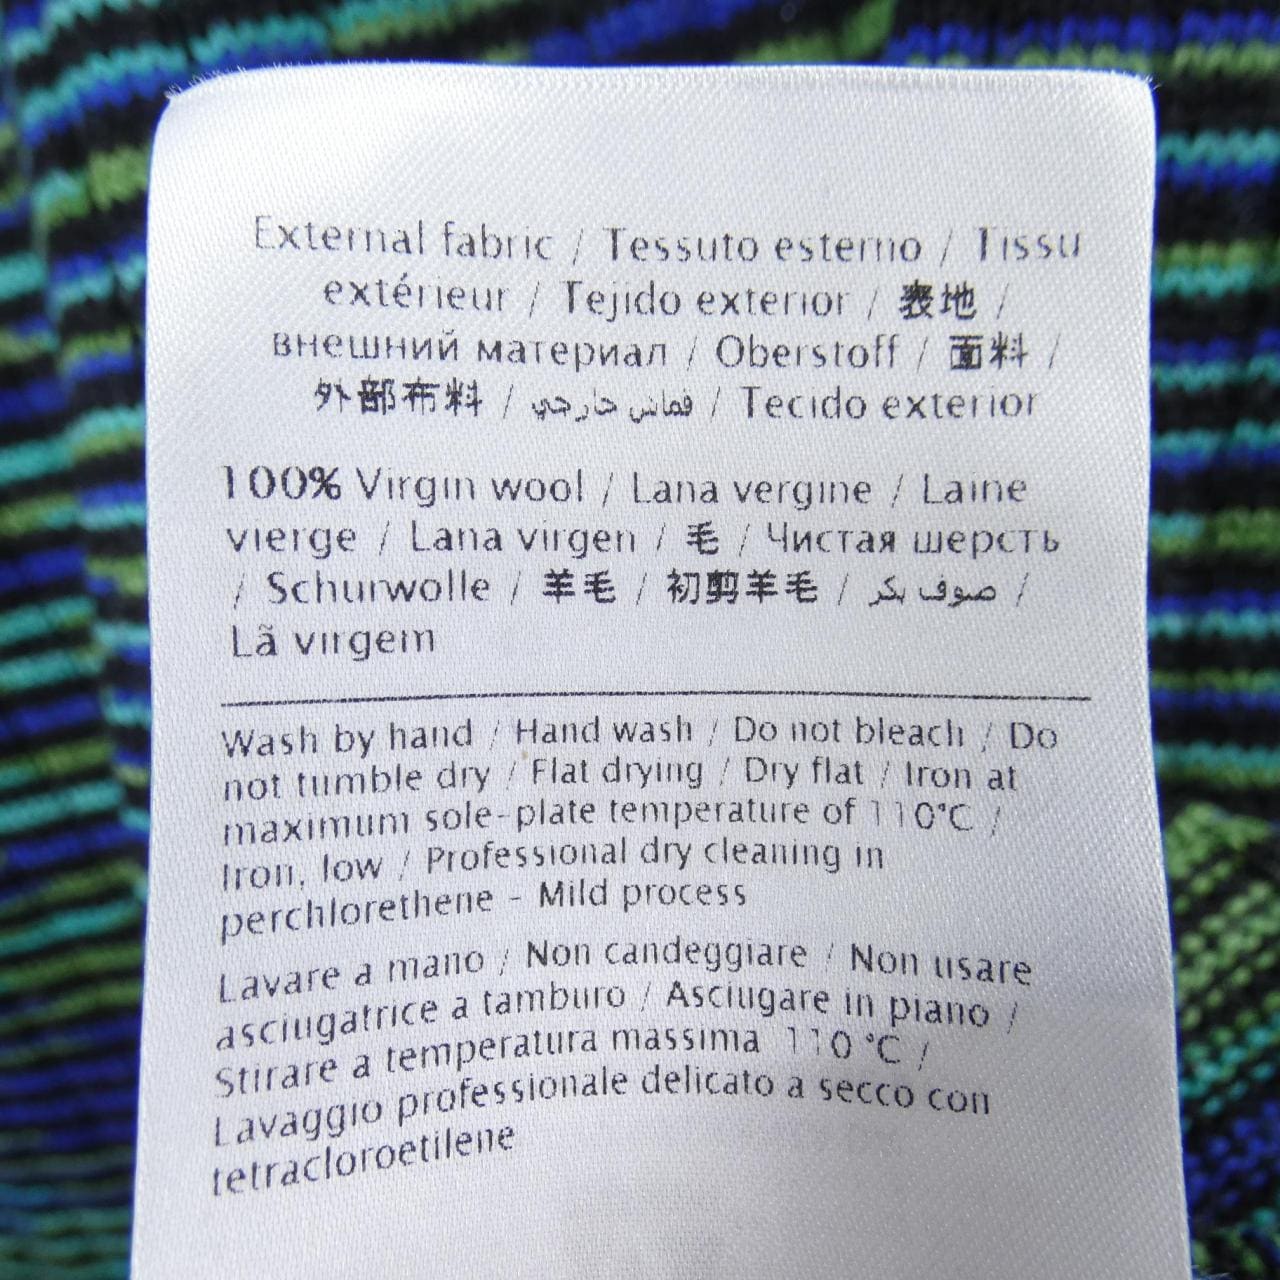 External fabric / Tessuto esterno / Tissu
extérieur / Tejido exterior / 表地 /
внешний материал / Oberstoff / 面料 /
外部布料 / قماش خارجي / Tecido exterior
100% Virgin wool / Lana vergine / Laine
vierge / Lana virgen / 毛 / Чистая шерсть
/ Schurwolle / 羊毛 / 初剪羊毛 / صوف بكر /
Lã virgem
Wash by hand / Hand wash / Do not bleach / Do
not tumble dry / Flat drying / Dry flat / Iron at
maximum sole-plate temperature of 110°C /
Iron, low / Professional dry cleaning in
perchlorethene - Mild process
Lavare a mano / Non candeggiare / Non usare
asciugatrice a tamburo / Asciugare in piano /
Stirare a temperatura massima 110 °C /
Lavaggio professionale delicato a secco con
tetracloroetilene